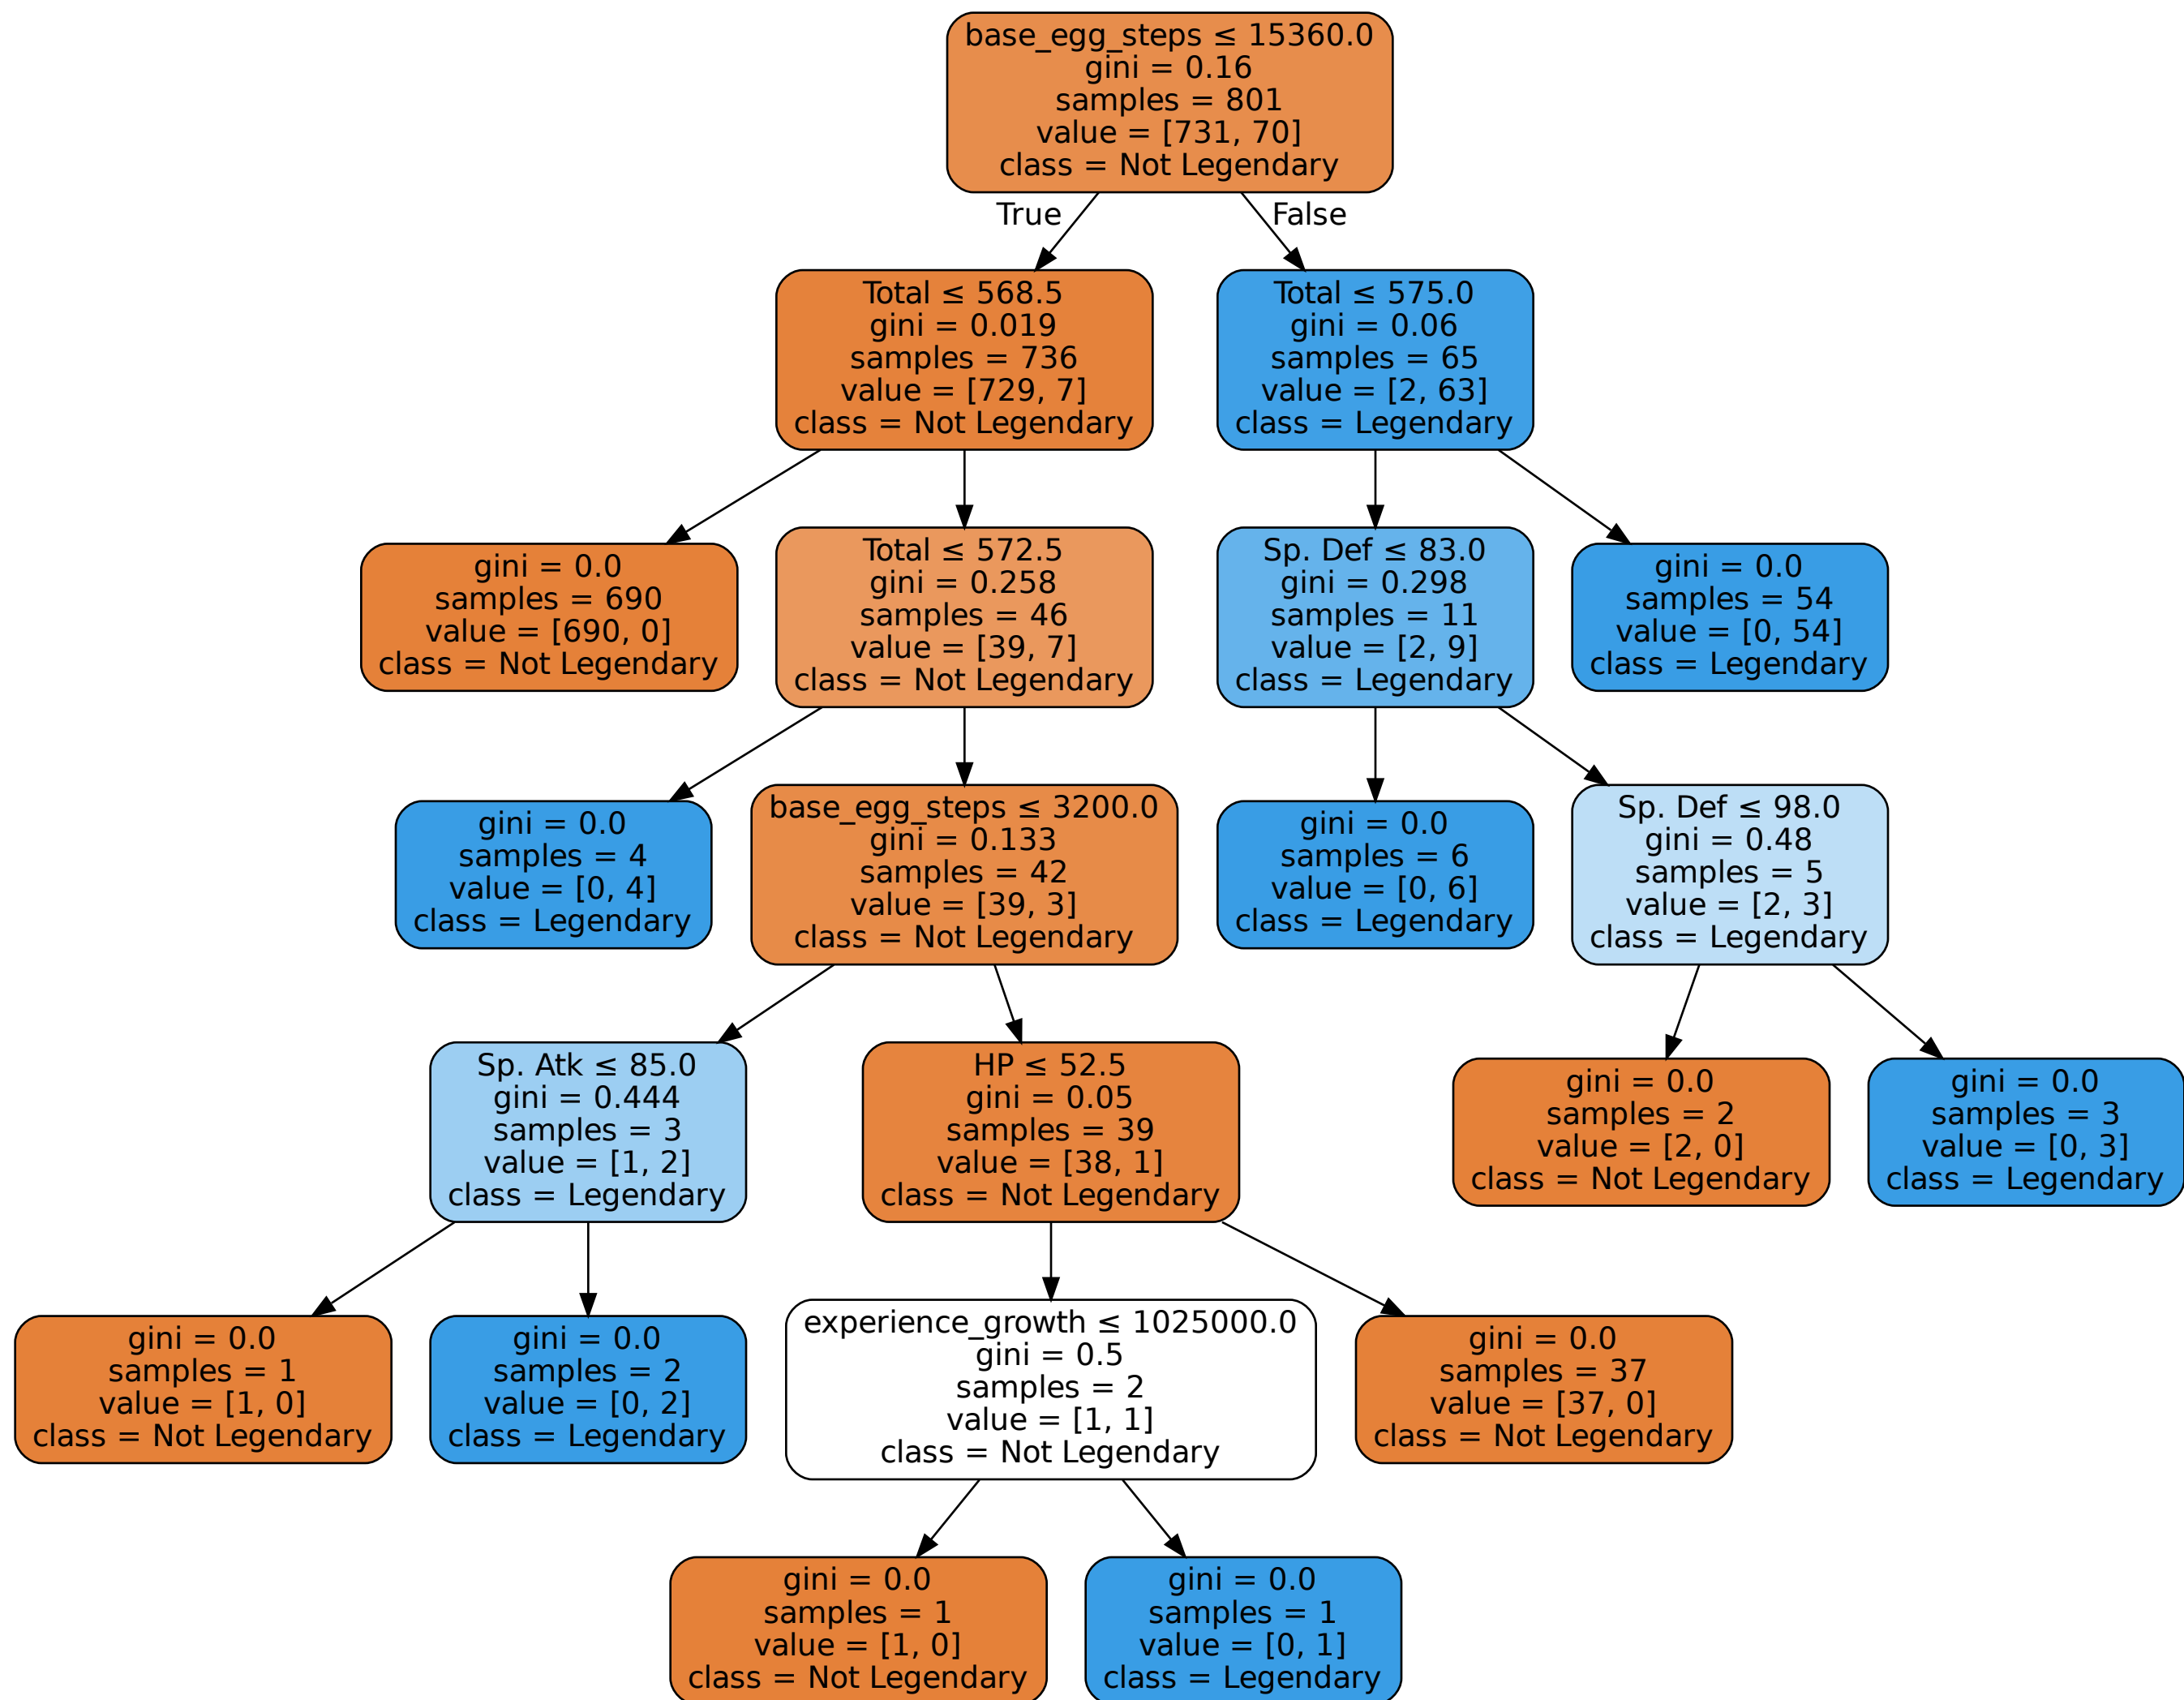 base_egg_steps ≤ 15360.0
gini = 0.16
samples = 801
value = [731, 70]
class = Not Legendary
True
False
Total ≤ 568.5
gini = 0.019
samples = 736
value = [729, 7]
class = Not Legendary
Total ≤ 575.0
gini = 0.06
samples = 65
value = [2, 63]
class = Legendary
gini = 0.0
samples = 690
value = [690, 0]
class = Not Legendary
Total ≤ 572.5
gini = 0.258
samples = 46
value = [39, 7]
class = Not Legendary
Sp. Def ≤ 83.0
gini = 0.298
samples = 11
value = [2, 9]
class = Legendary
gini = 0.0
samples = 54
value = [0, 54]
class = Legendary
gini = 0.0
samples = 4
value = [0, 4]
class = Legendary
base_egg_steps ≤ 3200.0
gini = 0.133
samples = 42
value = [39, 3]
class = Not Legendary
gini = 0.0
samples = 6
value = [0, 6]
class = Legendary
Sp. Def ≤ 98.0
gini = 0.48
samples = 5
value = [2, 3]
class = Legendary
Sp. Atk ≤ 85.0
gini = 0.444
samples = 3
value = [1, 2]
class = Legendary
HP ≤ 52.5
gini = 0.05
samples = 39
value = [38, 1]
class = Not Legendary
gini = 0.0
samples = 2
value = [2, 0]
class = Not Legendary
gini = 0.0
samples = 3
value = [0, 3]
class = Legendary
gini = 0.0
samples = 1
value = [1, 0]
class = Not Legendary
gini = 0.0
samples = 2
value = [0, 2]
class = Legendary
experience_growth ≤ 1025000.0
gini = 0.5
samples = 2
value = [1, 1]
class = Not Legendary
gini = 0.0
samples = 37
value = [37, 0]
class = Not Legendary
gini = 0.0
samples = 1
value = [1, 0]
class = Not Legendary
gini = 0.0
samples = 1
value = [0, 1]
class = Legendary